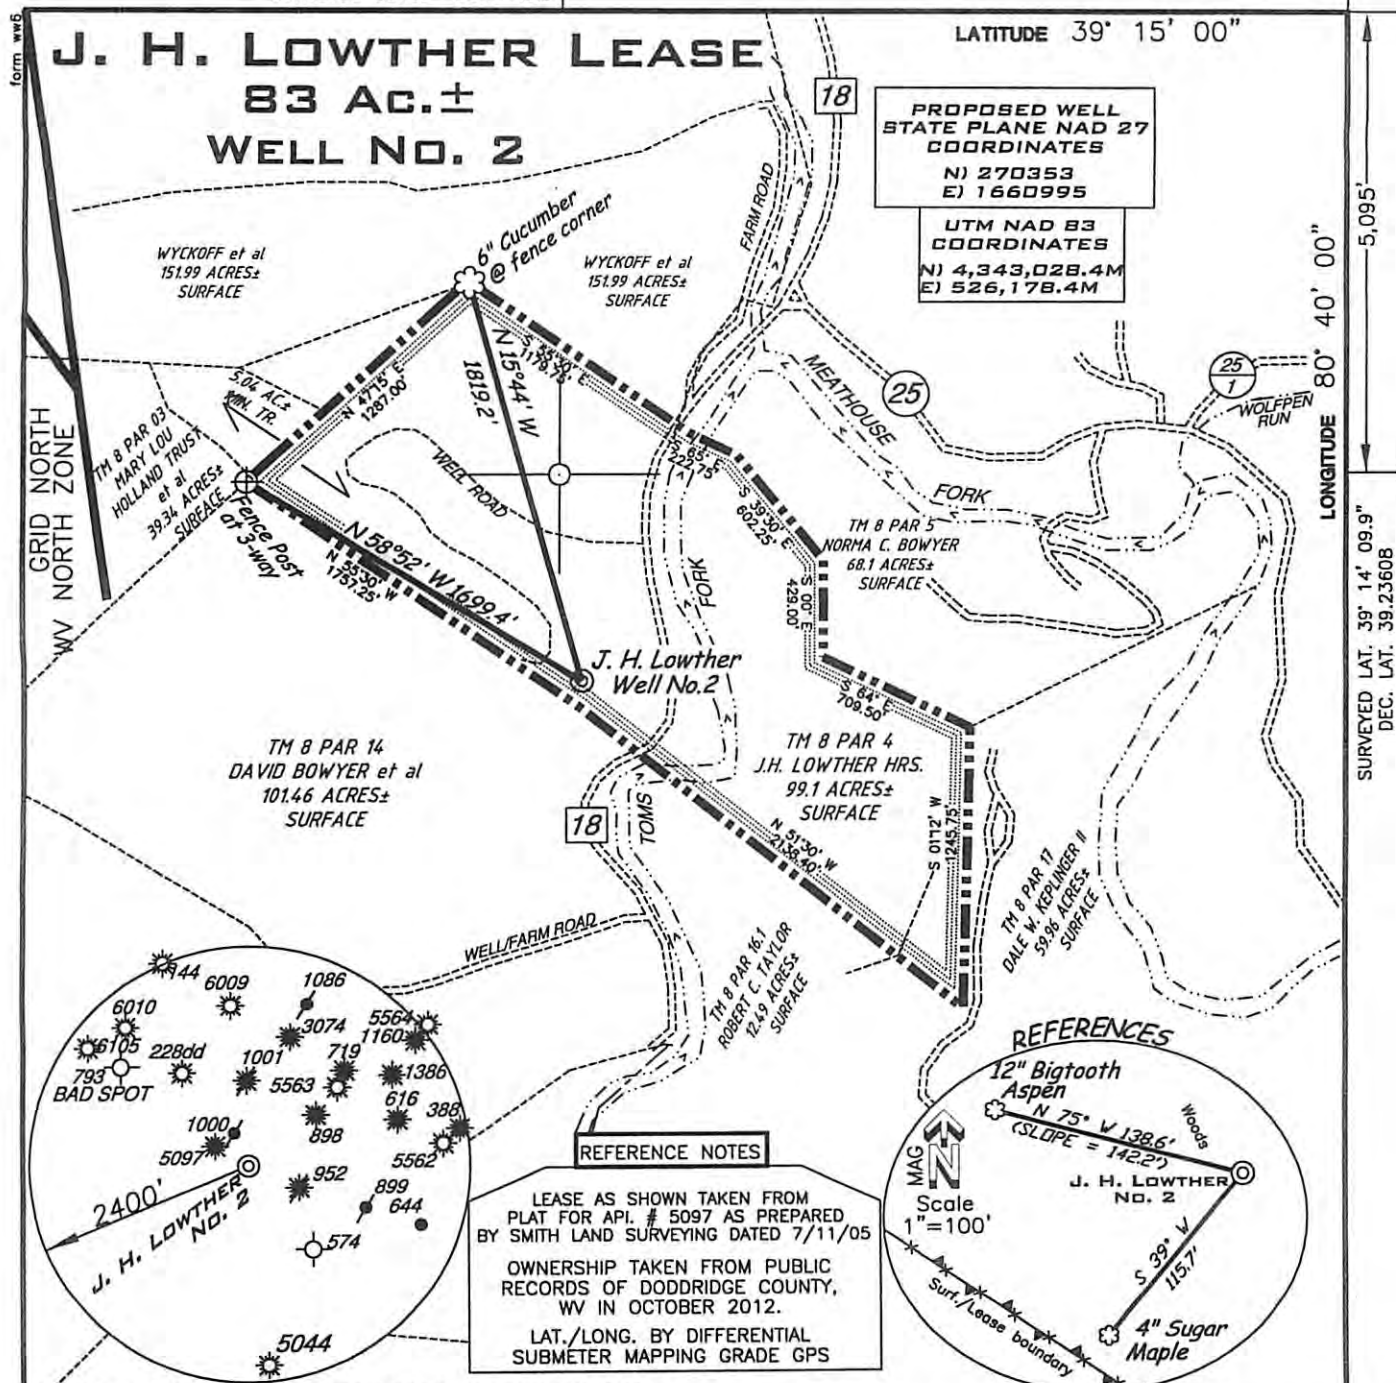 form ww6
J. H. LOWTHER LEASE
83 AC.±
WELL NO. 2
LATITUDE 39° 15' 00"
18
PROPOSED WELL
STATE PLANE NAD 27
COORDINATES
N) 270353
E) 1660995
UTM NAD 83
COORDINATES
N) 4,343,028.4M
E) 526,178.4M
5,095'
LONGITUDE 80° 40' 00"
SURVEYED LAT. 39° 14' 09.9"
DEC. LAT. 39.23608
GRID NORTH
WV NORTH ZONE
WYCKOFF et al
151.99 ACRES±
SURFACE
6" Cucumber
@ fence corner
WYCKOFF et al
151.99 ACRES±
SURFACE
FARM ROAD
MEATHOUSE
FORK
25
25
1
WOLFPEN
RUN
5.04 AC.±
MIN. TR.
N 47°15' E
1287.00'
N 15°44' W
1819.2'
S 55°30' E
1179.75'
S 65° E
222.75
S 39°30' E
602.25'
S 00° E
429.00'
S 64° E
709.50'
S 01°12' W
1245.75'
TM 8 PAR 03
MARY LOU
HOLLAND TRUST
et al
39.34 ACRES±
SURFACE
Fence Post
at 3-way
WELL ROAD
N 58°52' W 1699.4'
N 55°30' W
1757.25'
FORK
TM 8 PAR 5
NORMA C. BOWYER
68.1 ACRES±
SURFACE
J. H. Lowther
Well No.2
TM 8 PAR 14
DAVID BOWYER et al
101.46 ACRES±
SURFACE
TM 8 PAR 4
J.H. LOWTHER HRS.
99.1 ACRES±
SURFACE
18
TOMS
N 51°30' W
2138.40'
TM 8 PAR 17
DALE W. KEPLINGER II
59.96 ACRES±
SURFACE
WELL/FARM ROAD
TM 8 PAR 16.1
ROBERT C. TAYLOR
12.49 ACRES±
SURFACE
144
6009
1086
6010
3074
5564
1160
6105
228dd
1001
719
1386
793
BAD SPOT
5563
616
388
1000
898
5097
5562
952
899
644
2400'
J. H. LOWTHER
NO. 2
574
5044
REFERENCE NOTES
LEASE AS SHOWN TAKEN FROM
PLAT FOR API. # 5097 AS PREPARED
BY SMITH LAND SURVEYING DATED 7/11/05
OWNERSHIP TAKEN FROM PUBLIC
RECORDS OF DODDRIDGE COUNTY,
WV IN OCTOBER 2012.
LAT./LONG. BY DIFFERENTIAL
SUBMETER MAPPING GRADE GPS
REFERENCES
12" Bigtooth
Aspen
N 75° W 138.6'
(SLOPE = 142.2')
Woods
MAG
N
Scale
1"=100'
J. H. LOWTHER
NO. 2
S 39° W
115.7'
Surf./Lease boundary
4" Sugar
Maple